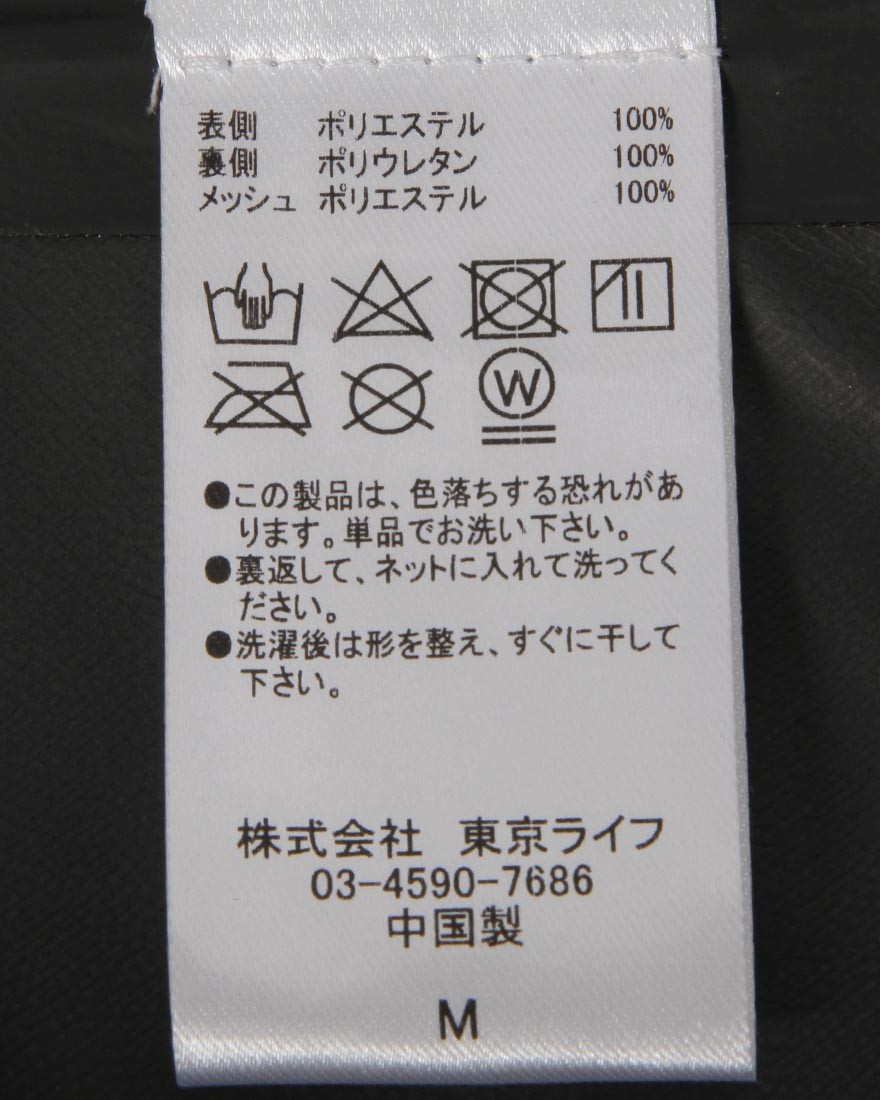 表側 ポリエステル 100%
裏側 ポリウレタン 100%
メッシュ ポリエステル 100%
W
●この製品は、色落ちする恐れがあ
ります。単品でお洗い下さい。
●裏返して、ネットに入れて洗ってく
ださい。
●洗濯後は形を整え、すぐに干して
下さい。
株式会社 東京ライフ
03-4590-7686
中国製
M